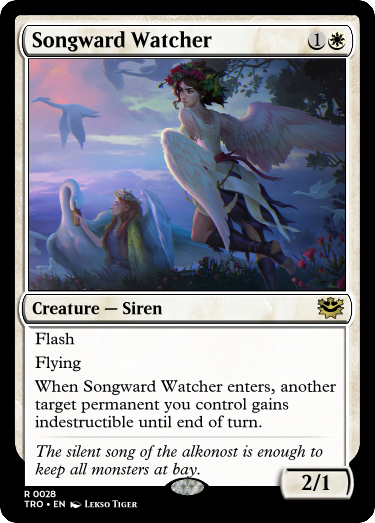 Songward Watcher 1
Creature — Siren
Flash
Flying
When Songward Watcher enters, another
target permanent you control gains
indestructible until end of turn.
The silent song of the alkonost is enough to
keep all monsters at bay.
2/1
R 0028
TRO • EN Lekso Tiger